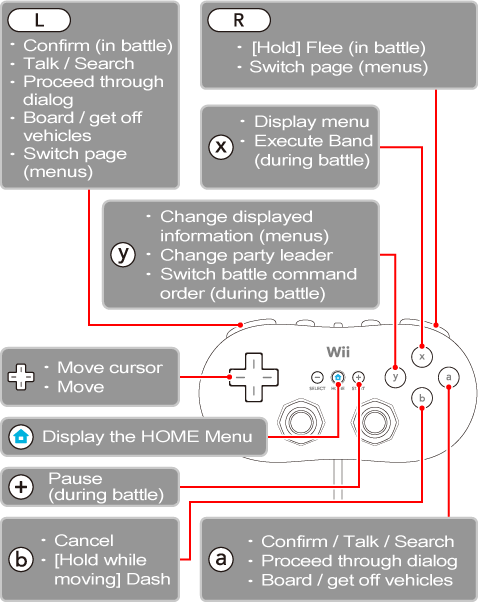 L
· Confirm (in battle)
· Talk / Search
· Proceed through
dialog
· Board / get off
vehicles
· Switch page
(menus)
R
· [Hold] Flee (in battle)
· Switch page (menus)
x
· Display menu
· Execute Band
(during battle)
y
· Change displayed
information (menus)
· Change party leader
· Switch battle command
order (during battle)
Wii
x
y
a
b
SELECT HOME START
· Move cursor
· Move
Display the HOME Menu
+
Pause
(during battle)
b
· Cancel
· [Hold while
moving] Dash
a
· Confirm / Talk / Search
· Proceed through dialog
· Board / get off vehicles